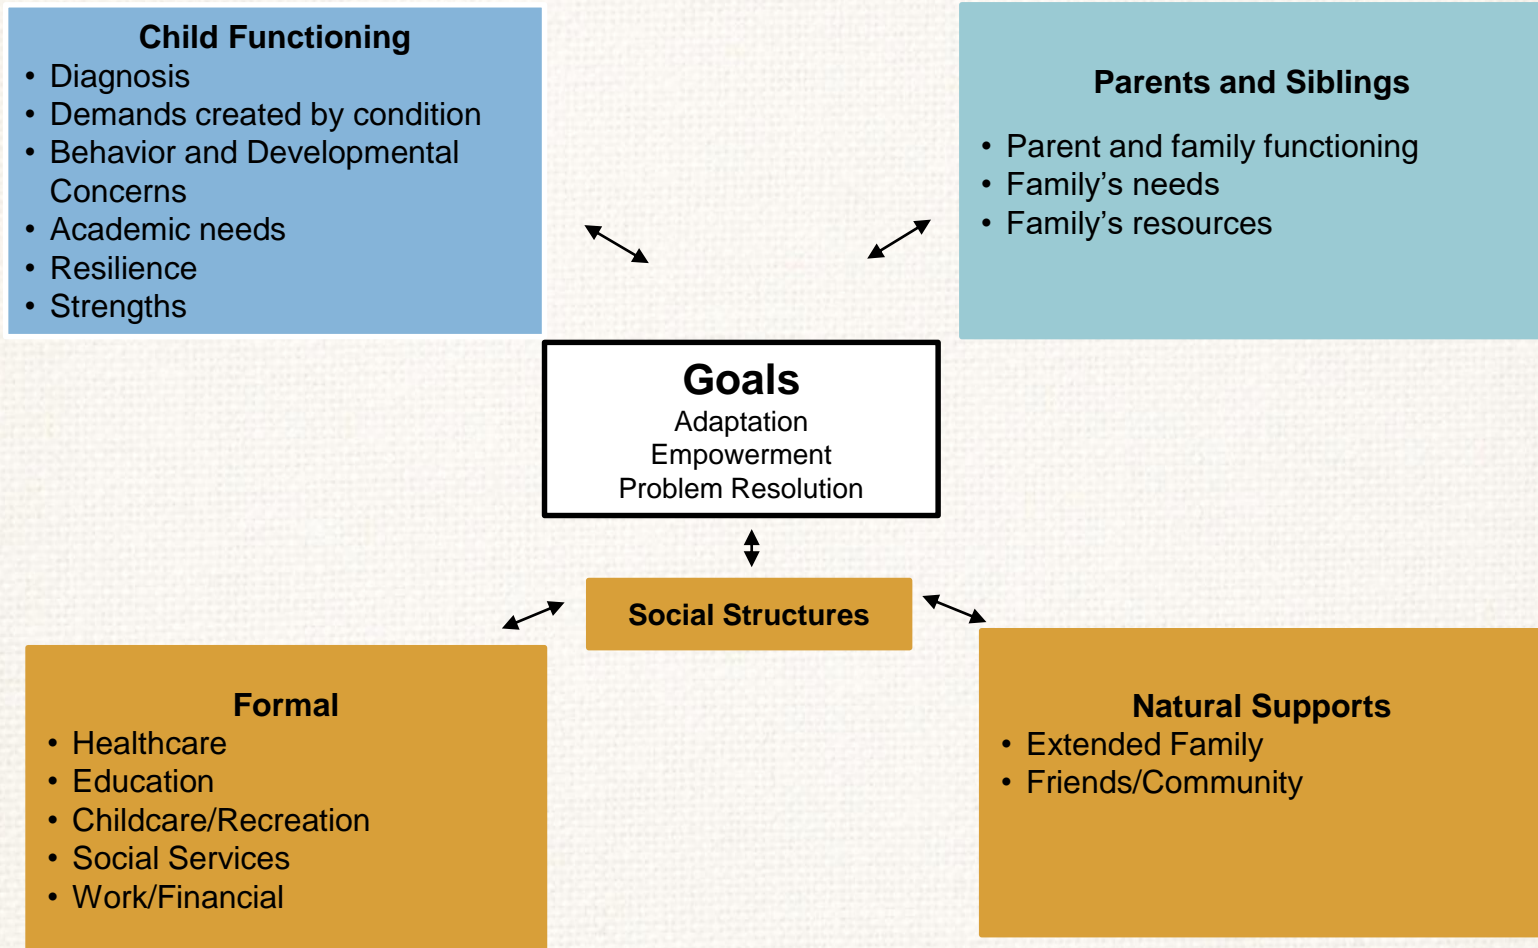 Child Functioning
• Diagnosis
• Demands created by condition
• Behavior and Developmental
Concerns
• Academic needs
• Resilience
• Strengths
Parents and Siblings
• Parent and family functioning
• Family’s needs
• Family’s resources
Goals
Adaptation
Empowerment
Problem Resolution
Social Structures
Formal
• Healthcare
• Education
• Childcare/Recreation
• Social Services
• Work/Financial
Natural Supports
• Extended Family
• Friends/Community